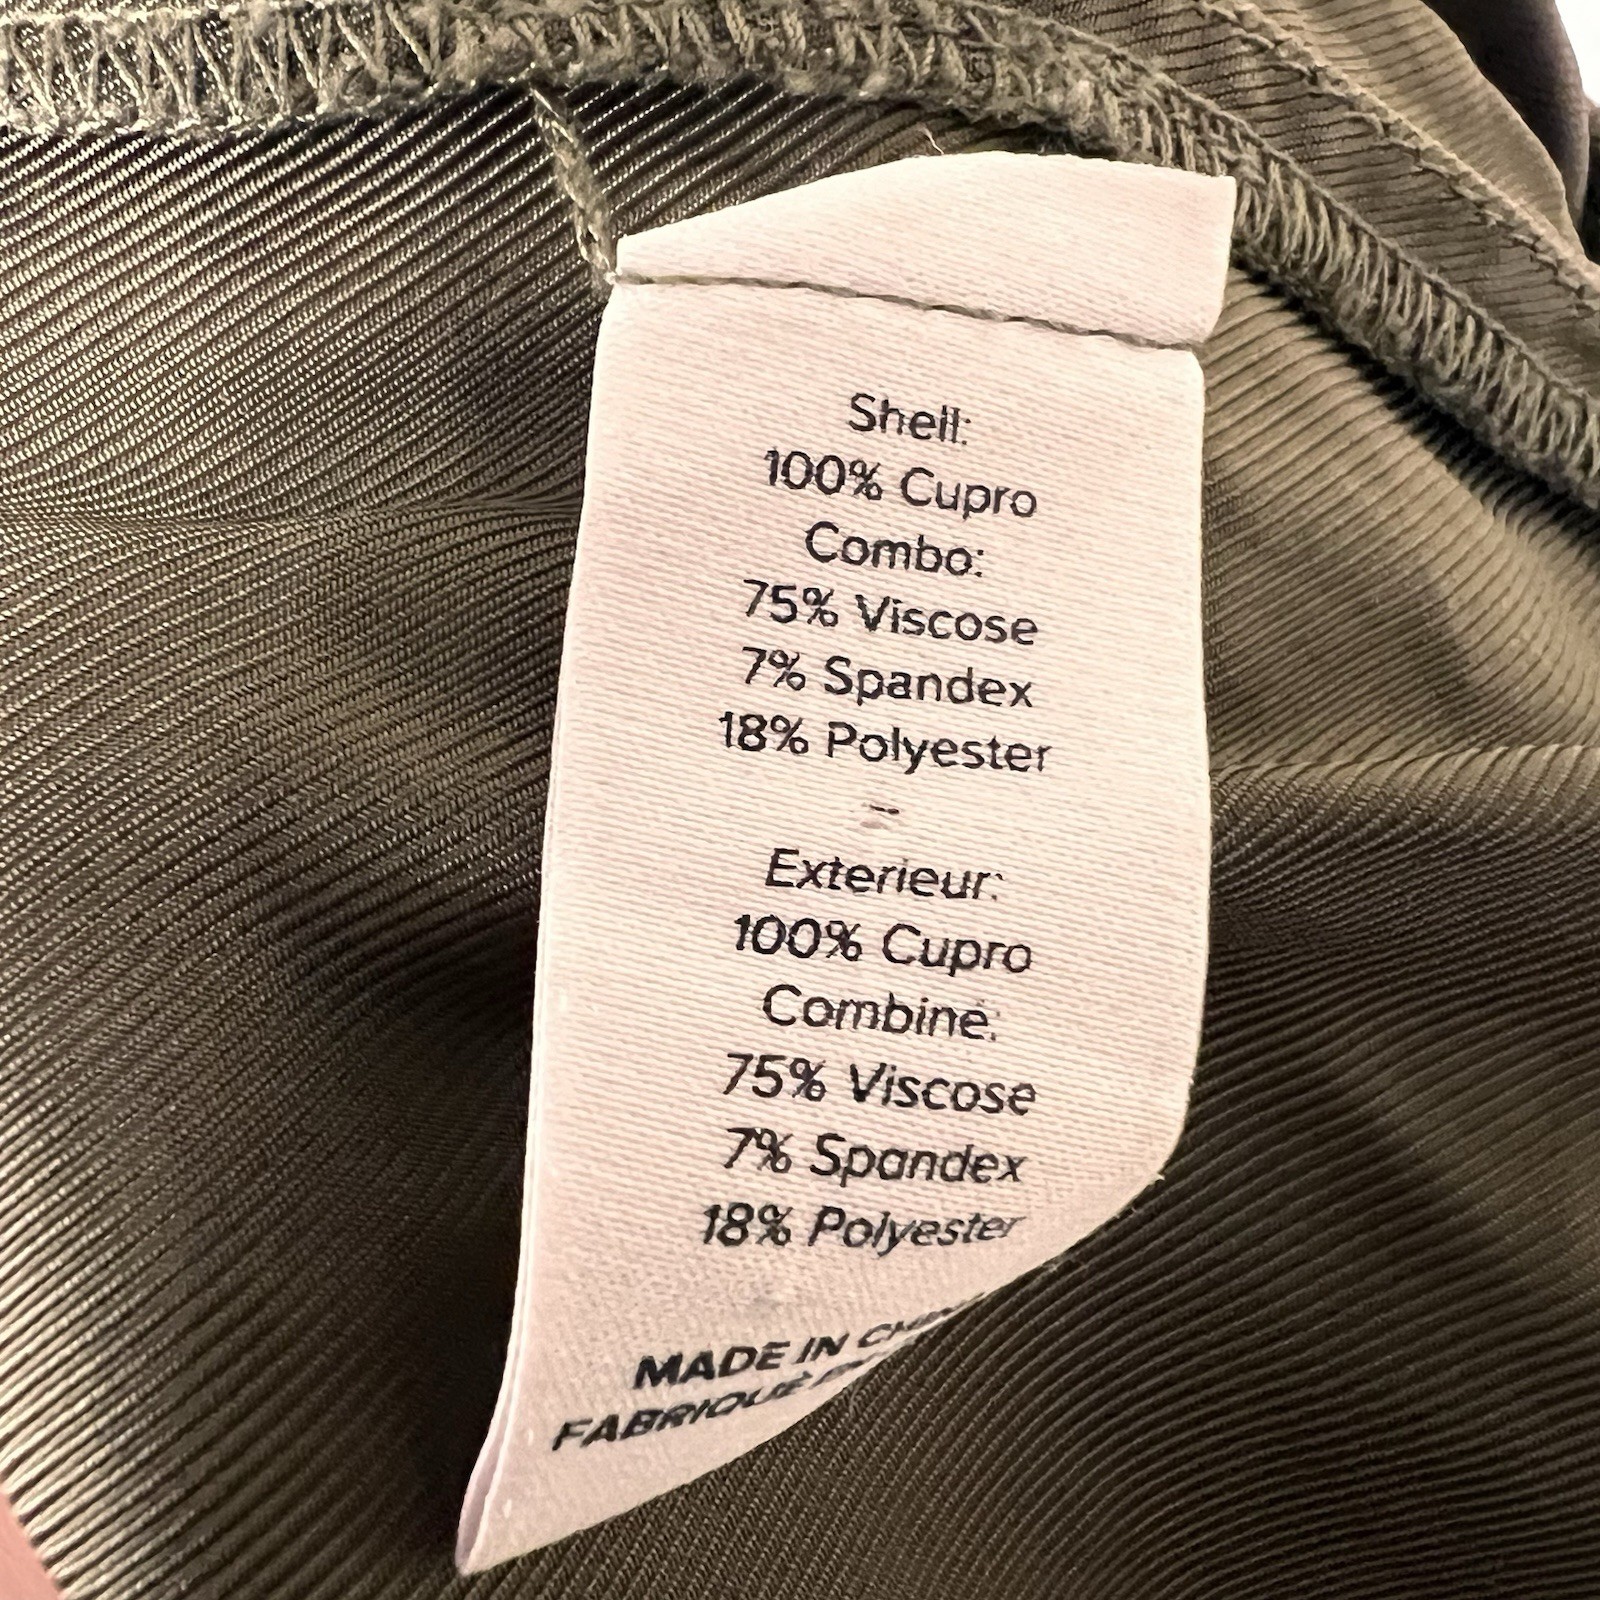 Shell:
100% Cupro
Combo:
75% Viscose
7% Spandex
18% Polyester
-
Exterieur:
100% Cupro
Combine:
75% Viscose
7% Spandex
18% Polyester
MADE IN
FABRIQUÉ